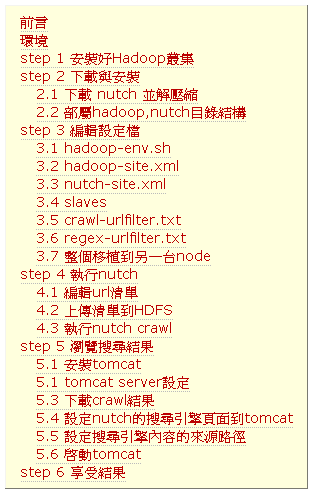 前言
環境
step 1 安裝好Hadoop叢集
step 2 下載與安裝
2.1 下載 nutch 並解壓縮
2.2 部屬hadoop,nutch目錄結構
step 3 編輯設定檔
3.1 hadoop-env.sh
3.2 hadoop-site.xml
3.3 nutch-site.xml
3.4 slaves
3.5 crawl-urlfilter.txt
3.6 regex-urlfilter.txt
3.7 整個移植到另一台node
step 4 執行nutch
4.1 編輯url清單
4.2 上傳清單到HDFS
4.3 執行nutch crawl
step 5 瀏覽搜尋結果
5.1 安裝tomcat
5.1 tomcat server設定
5.3 下載crawl結果
5.4 設定nutch的搜尋引擎頁面到tomcat
5.5 設定搜尋引擎內容的來源路徑
5.6 啟動tomcat
step 6 享受結果